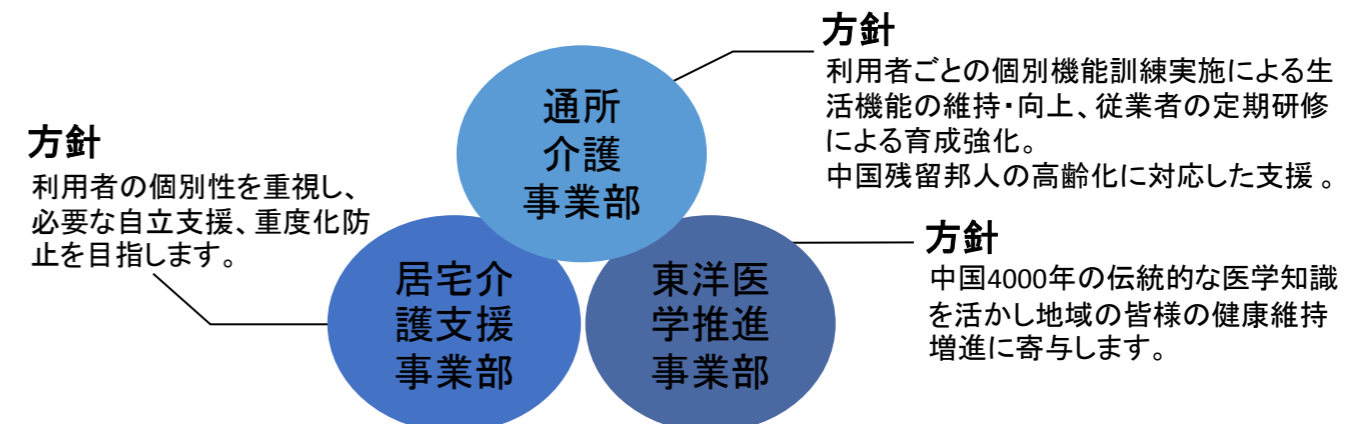 方針
利用者ごとの個別機能訓練実施による生
活機能の維持・向上、従業者の定期研修
による育成強化。
中国残留邦人の高齢化に対応した支援 。
通所
介護
事業部
方針
利用者の個別性を重視し、
必要な自立支援、重度化防
止を目指します。
方針
中国4000年の伝統的な医学知識
を活かし地域の皆様の健康維持
増進に寄与します。
居宅介
護支援
事業部
東洋医
学推進
事業部